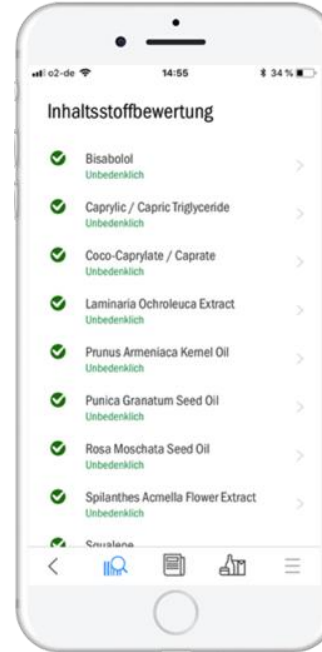 o2-de 14:55 34 %
Inhaltsstoffbewertung
Bisabolol
Unbedenklich
Caprylic / Capric Triglyceride
Unbedenklich
Coco-Caprylate / Caprate
Unbedenklich
Laminaria Ochroleuca Extract
Unbedenklich
Prunus Armeniaca Kernel Oil
Unbedenklich
Punica Granatum Seed Oil
Unbedenklich
Rosa Moschata Seed Oil
Unbedenklich
Spilanthes Acmella Flower Extract
Unbedenklich
Squalene